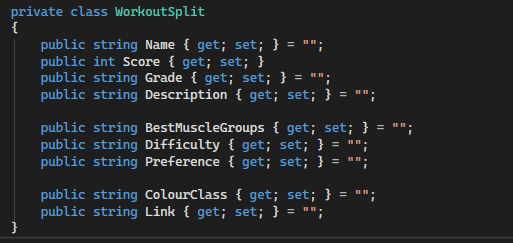 private class WorkoutSplit
{
    public string Name { get; set; } = "";
    public int Score { get; set; }
    public string Grade { get; set; } = "";
    public string Description { get; set; } = "";

    public string BestMuscleGroups { get; set; } = "";
    public string Difficulty { get; set; } = "";
    public string Preference { get; set; } = "";

    public string ColourClass { get; set; } = "";
    public string Link { get; set; } = "";
}